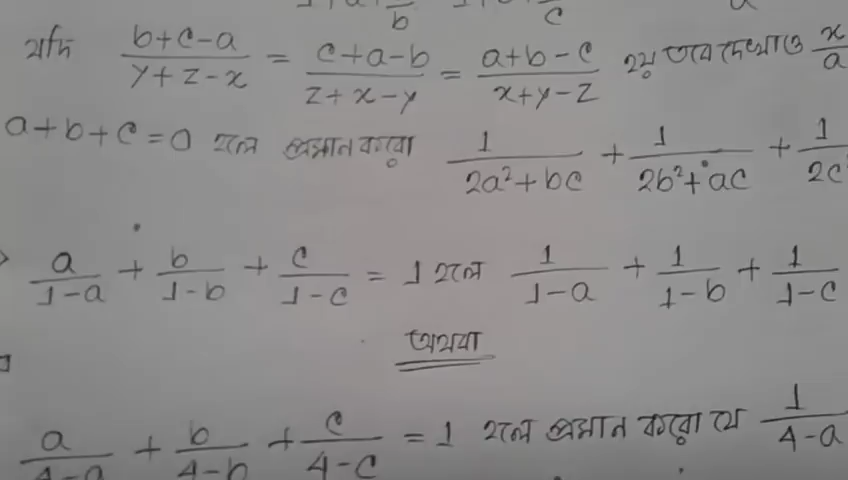 b c a
যদি (b+c-a)/(y+z-x) = (c+a-b)/(z+x-y) = (a+b-c)/(x+y-z) হয় তবে দেখাও x/a
a+b+c=0 হলে প্রমান করো 1/(2a²+bc) + 1/(2b²+ac) + 1/2c
a/(1-a) + b/(1-b) + c/(1-c) = 1 হলে 1/(1-a) + 1/(1-b) + 1/(1-c)
অথবা
a/(4-a) + b/(4-b) + c/(4-c) = 1 হলে প্রমান করো যে 1/(4-a)